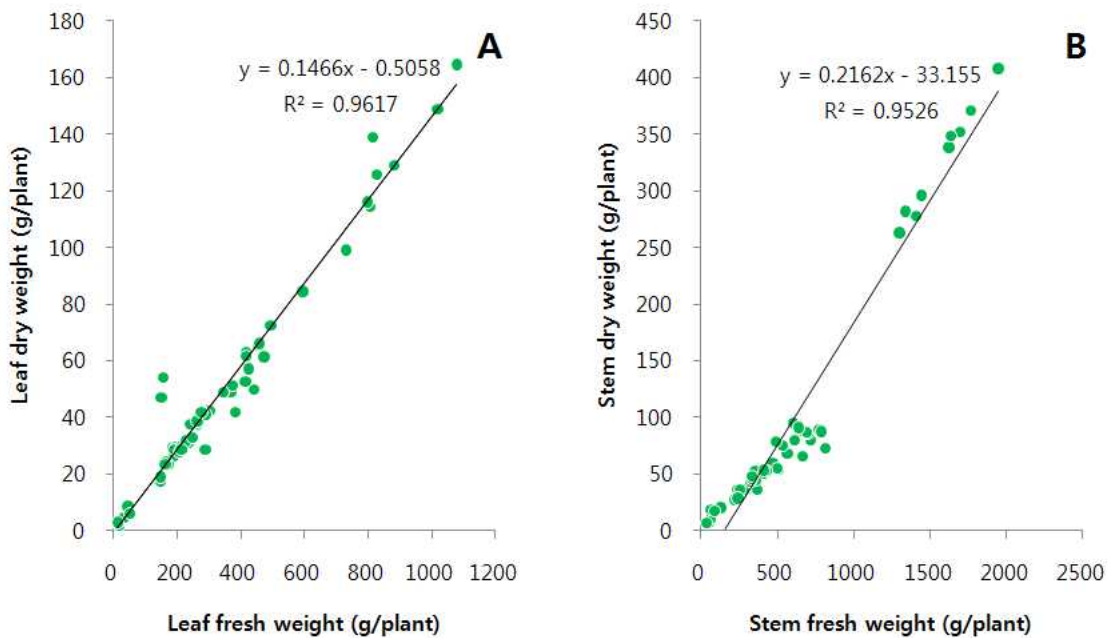 A
y = 0.1466x - 0.5058
R² = 0.9617
Leaf dry weight (g/plant)
180
160
140
120
100
80
60
40
20
0
0 200 400 600 800 1000 1200
Leaf fresh weight (g/plant)
B
y = 0.2162x - 33.155
R² = 0.9526
Stem dry weight (g/plant)
450
400
350
300
250
200
150
100
50
0
0 500 1000 1500 2000 2500
Stem fresh weight (g/plant)